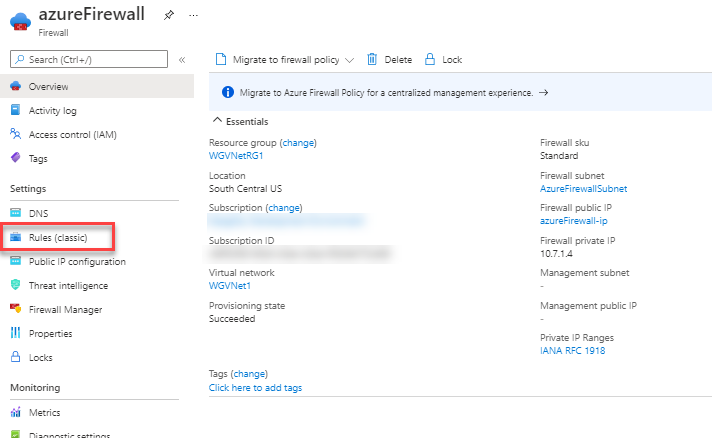 azureFirewall
...
Firewall
Search (Ctrl+/)
«
Overview
Activity log
Access control (IAM)
Tags
Settings
DNS
Rules (classic)
Public IP configuration
Threat intelligence
Firewall Manager
Properties
Locks
Monitoring
Metrics
Diagnostic settings
Migrate to firewall policy
Delete
Lock
Migrate to Azure Firewall Policy for a centralized management experience. →
Essentials
Resource group (change)
WGVNetRG1
Location
South Central US
Subscription (change)
Subscription ID
Virtual network
WGVNet1
Provisioning state
Succeeded
Firewall sku
Standard
Firewall subnet
AzureFirewallSubnet
Firewall public IP
azureFirewall-ip
Firewall private IP
10.7.1.4
Management subnet
-
Management public IP
-
Private IP Ranges
IANA RFC 1918
Tags (change)
Click here to add tags